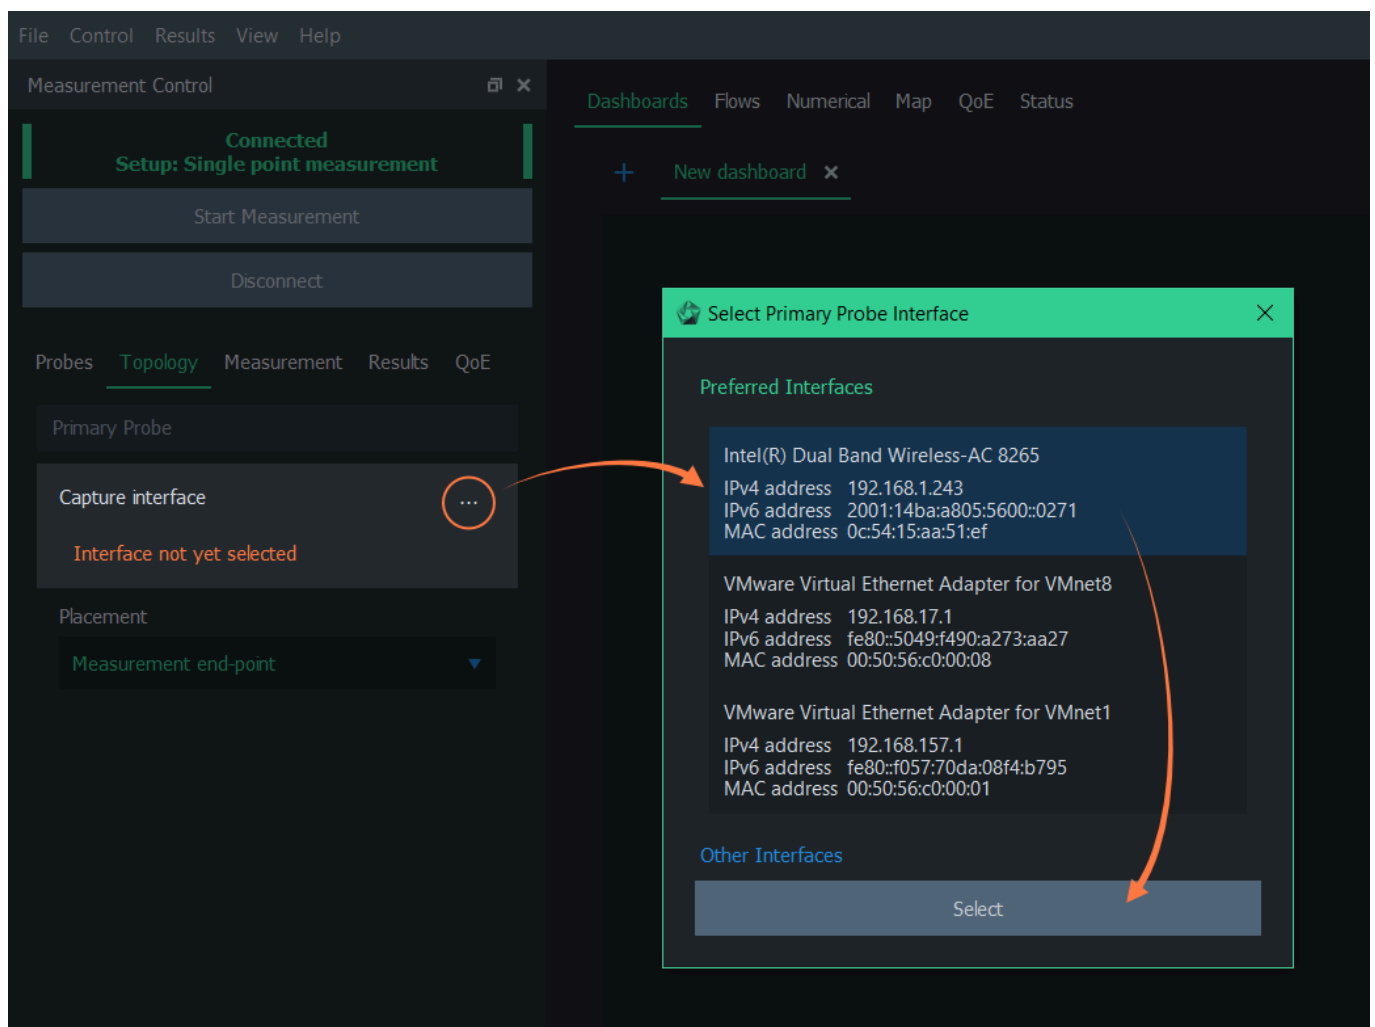 File Control Results View Help
Measurement Control
Connected
Setup: Single point measurement
Start Measurement
Disconnect
Probes Topology Measurement Results QoE
Primary Probe
Capture interface
...
Interface not yet selected
Placement
Measurement end-point
Dashboards Flows Numerical Map QoE Status
+ New dashboard
Select Primary Probe Interface
Preferred Interfaces
Intel(R) Dual Band Wireless-AC 8265
IPv4 address 192.168.1.243
IPv6 address 2001:14ba:a805:5600::0271
MAC address 0c:54:15:aa:51:ef
VMware Virtual Ethernet Adapter for VMnet8
IPv4 address 192.168.17.1
IPv6 address fe80::5049:f490:a273:aa27
MAC address 00:50:56:c0:00:08
VMware Virtual Ethernet Adapter for VMnet1
IPv4 address 192.168.157.1
IPv6 address fe80::f057:70da:08f4:b795
MAC address 00:50:56:c0:00:01
Other Interfaces
Select